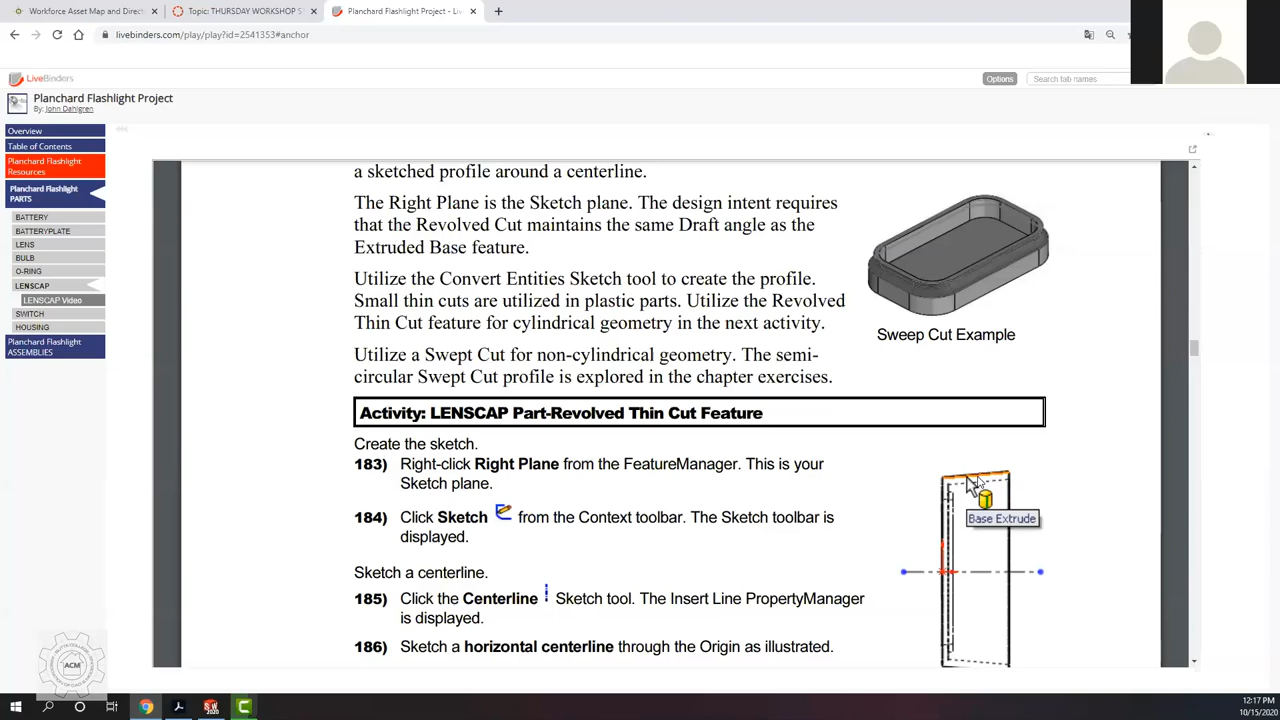 Workforce Asset Map and Direc
Topic: THURSDAY WORKSHOP S
Planchard Flashlight Project - Liv
livebinders.com/play/play?id=2541353#anchor
LiveBinders
Options
Search tab names
Planchard Flashlight Project
By: John Dahlgren
Overview
Table of Contents
Planchard Flashlight
Resources
Planchard Flashlight
PARTS
BATTERY
BATTERYPLATE
LENS
BULB
O-RING
LENSCAP
LENSCAP Video
SWITCH
HOUSING
Planchard Flashlight
ASSEMBLIES
a sketched profile around a centerline.
The Right Plane is the Sketch plane. The design intent requires
that the Revolved Cut maintains the same Draft angle as the
Extruded Base feature.
Utilize the Convert Entities Sketch tool to create the profile.
Small thin cuts are utilized in plastic parts. Utilize the Revolved
Thin Cut feature for cylindrical geometry in the next activity.
Sweep Cut Example
Utilize a Swept Cut for non-cylindrical geometry. The semi-
circular Swept Cut profile is explored in the chapter exercises.
Activity: LENSCAP Part-Revolved Thin Cut Feature
Create the sketch.
183) Right-click Right Plane from the FeatureManager. This is your
Sketch plane.
184) Click Sketch from the Context toolbar. The Sketch toolbar is
displayed.
Base Extrude
Sketch a centerline.
185) Click the Centerline Sketch tool. The Insert Line PropertyManager
is displayed.
186) Sketch a horizontal centerline through the Origin as illustrated.
ACM
12:17 PM
10/15/2020